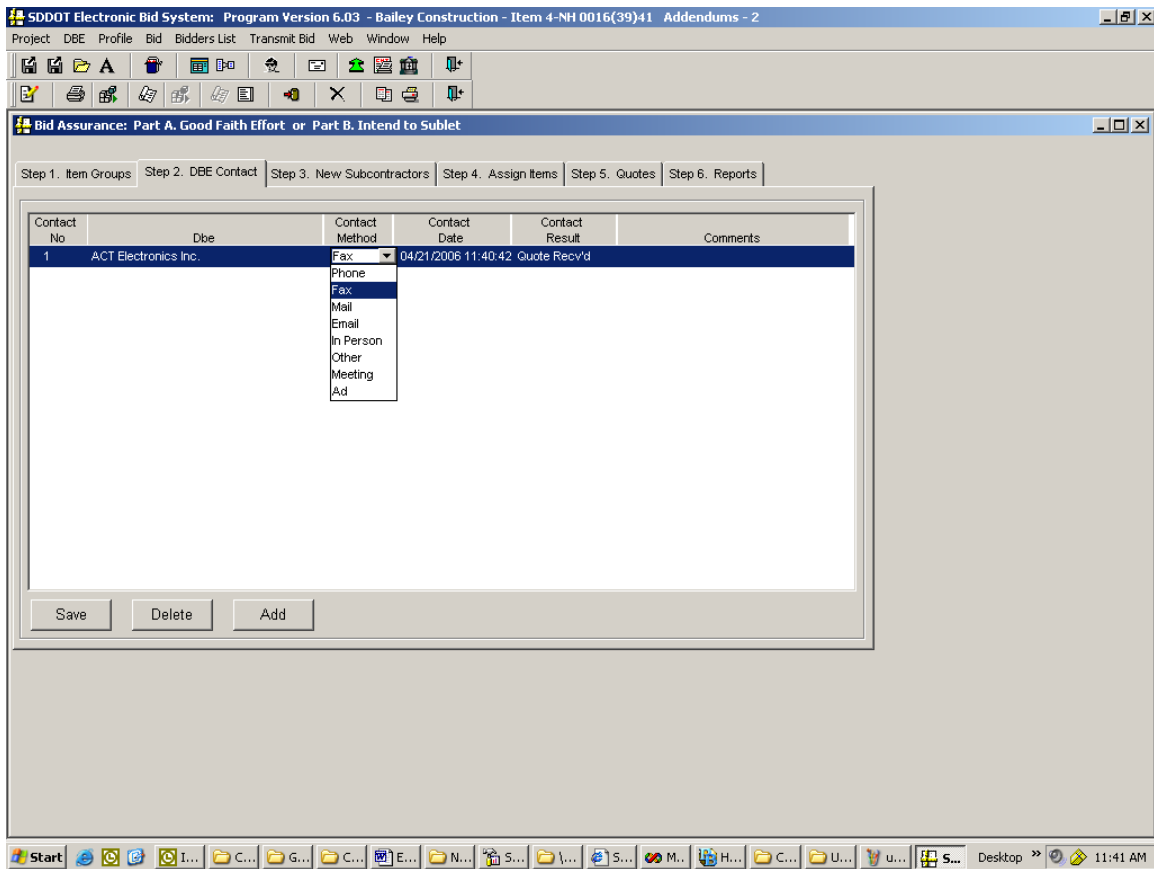 SDDOT Electronic Bid System: Program Version 6.03 - Bailey Construction - Item 4-NH 0016(39)41 Addendums - 2
Project DBE Profile Bid Bidders List Transmit Bid Web Window Help
A
Bid Assurance: Part A. Good Faith Effort or Part B. Intend to Sublet
Step 1. Item Groups Step 2. DBE Contact Step 3. New Subcontractors Step 4. Assign Items Step 5. Quotes Step 6. Reports
Contact Contact Contact Contact
No Dbe Method Date Result Comments
1 ACT Electronics Inc. Fax 04/21/2006 11:40:42 Quote Recv'd
Phone
Fax
Mail
Email
In Person
Other
Meeting
Ad
Save Delete Add
Start I... C... G... C... E... N... S... \... S... M... H... C... U... u... S... Desktop » 11:41 AM